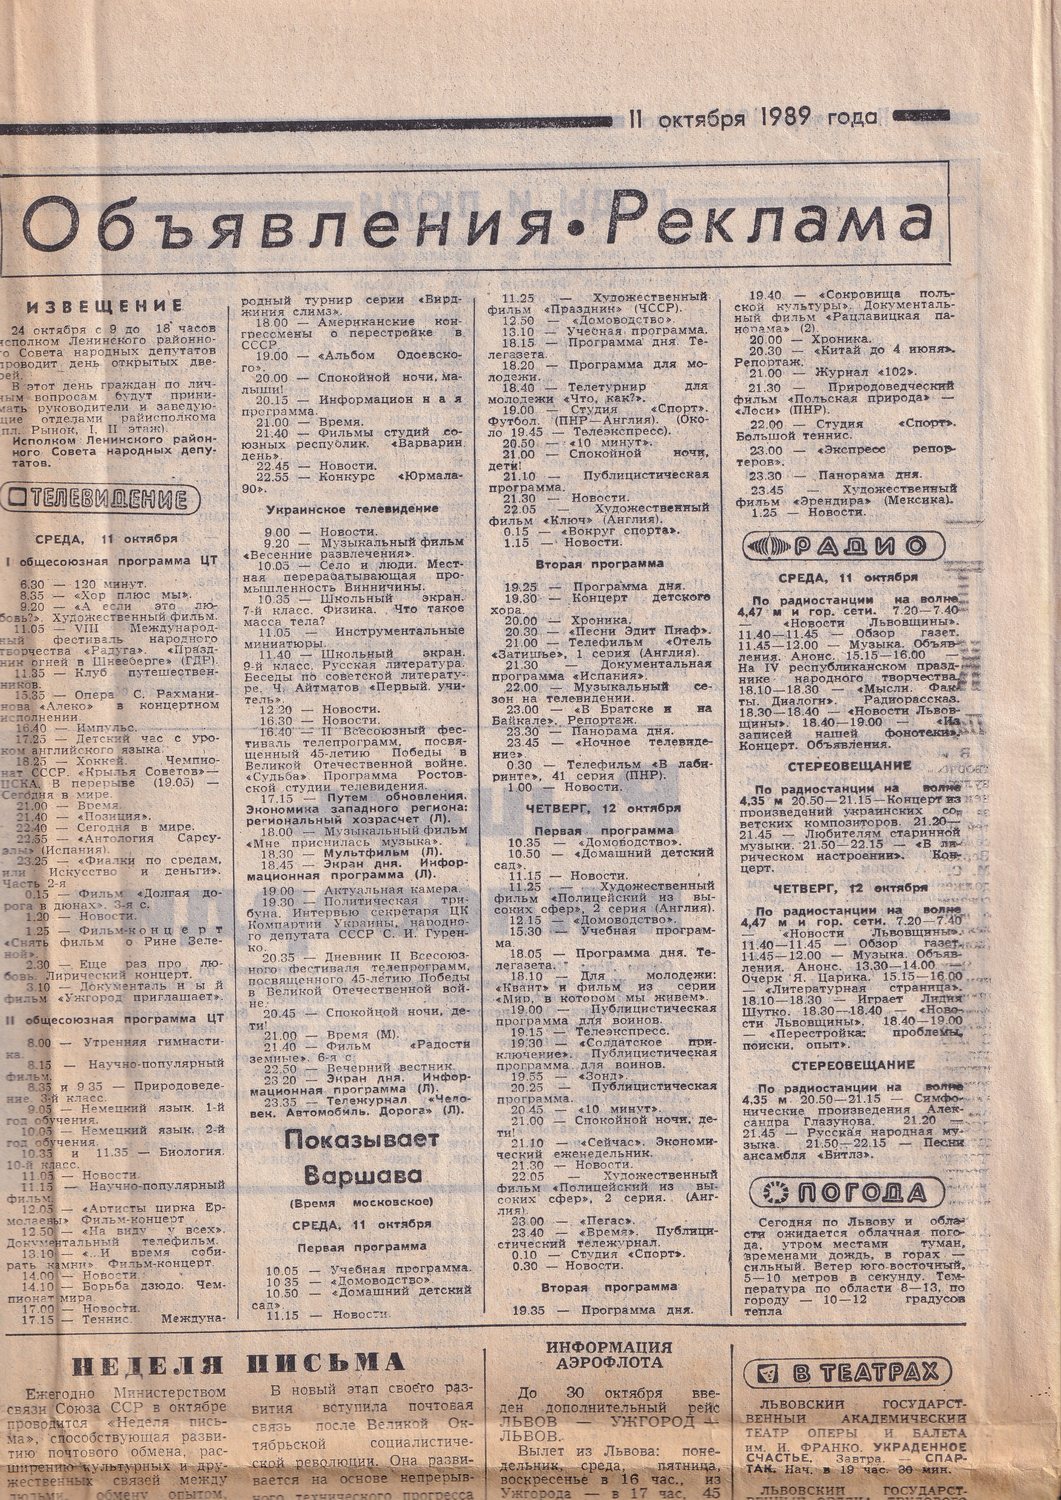 11 октября 1989 года
Объявления•Реклама
ИЗВЕЩЕНИЕ
24 октября с 9 до 18 часов
исполком Ленинского районно-
го Совета народных депутатов
проводит день открытых две-
рей.
В этот день граждан по лич-
ным вопросам будут прини-
мать руководители и заведую-
щие отделами райисполкома
(пл. Рынок, I, II этаж).
Исполком Ленинского район-
ного Совета народных депу-
татов.
ТЕЛЕВИДЕНИЕ
СРЕДА, 11 октября
I общесоюзная программа ЦТ
6.30 — 120 минут.
8.35 — «Хор плюс мы».
9.20 — «А если это лю-
бовь?». Художественный фильм.
11.05 — VIII Международ-
ный фестиваль народного
творчества «Радуга». «Празд-
ник огней в Шнееберге» (ГДР).
11.35 — Клуб путешествен-
ников.
15.35 — Опера С. Рахмани-
нова «Алеко» в концертном
исполнении.
16.40 — Импульс.
17.25 — Детский час с уро-
ком английского языка.
18.25 — Хоккей. Чемпио-
нат СССР. «Крылья Советов»—
ЦСКА. В перерыве (19.05) —
Сегодня в мире.
21.00 — Время.
21.40 — «Позиция».
22.40 — Сегодня в мире.
22.55 — «Антология Сарсу-
элы» (Испания).
23.25 — «Фиалки по средам,
или Искусство и деньги».
Часть 2-я
0.15 — Фильм «Долгая до-
рога в дюнах». 3-я с.
1.20 — Новости.
1.25 — Фильм-концерт
«Снять фильм о Рине Зеле-
ной».
2.30 — Еще раз про лю-
бовь. Лирический концерт.
3.10 — Документальный
фильм «Ужгород приглашает».
II общесоюзная программа ЦТ
8.00 — Утренняя гимнасти-
ка.
8.15 — Научно-популярный
фильм.
8.35 и 9.35 — Природоведе-
ние. 3-й класс.
9.05 — Немецкий язык. 1-й
год обучения.
10.05 — Немецкий язык. 2-й
год обучения.
10.35 и 11.35 — Биология.
10-й класс.
11.05 — Новости.
11.15 — Научно-популярный
фильм.
12.05 — «Артисты цирка Ер-
молаевы» Фильм-концерт
12.50 — «На виду у всех».
Документальный телефильм.
13.10 — «...И время соби-
рать камни» Фильм-концерт.
14.00 — Новости.
14.10 — Борьба дзюдо. Чем-
пионат мира.
17.00 — Новости.
17.15 — Теннис. Междуна-
родный турнир серии «Вирд-
жиния слимз».
18.00 — Американские кон-
грессмены о перестройке в
СССР.
19.00 — «Альбом Одоевско-
го».
20.00 — Спокойной ночи, ма-
лыши!
20.15 — Информационная
программа.
21.00 — Время.
21.40 — Фильмы студий со-
юзных республик. «Варварин
день».
22.45 — Новости.
22.55 — Конкурс «Юрмала-
90».
Украинское телевидение
9.00 — Новости.
9.20 — Музыкальный фильм
«Весенние развлечения».
10.05 — Село и люди. Мест-
ная перерабатывающая про-
мышленность Винничины.
10.35 — Школьный экран.
7-й класс. Физика. Что такое
масса тела?
11.05 — Инструментальные
миниатюры.
11.40 — Школьный экран.
9-й класс. Русская литература.
Беседы по советской литерату-
ре. Ч. Айтматов «Первый учи-
тель».
12.20 — Новости.
16.30 — Новости.
16.40 — II Всесоюзный фес-
тиваль телепрограмм, посвя-
щенный 45-летию Победы в
Великой Отечественной войне.
«Судьба» Программа Ростов-
ской студии телевидения.
17.15 — Путем обновления.
Экономика западного региона:
региональный хозрасчет (Л).
18.00 — Музыкальный фильм
«Мне приснилась музыка».
18.30 — Мультфильм (Л).
18.45 — Экран дня. Инфор-
мационная программа (Л).
19.00 — Актуальная камера.
19.30 — Политическая три-
буна. Интервью секретаря ЦК
Компартии Украины, народно-
го депутата СССР С. И. Гурен-
ко.
20.35 — Дневник II Всесоюз-
ного фестиваля телепрограмм,
посвященного 45-летию Победы
в Великой Отечественной вой-
не.
20.45 — Спокойной ночи, де-
ти!
21.00 — Время (М).
21.40 — Фильм «Радости
земные». 6-я с.
22.50 — Вечерний вестник.
23.20 — Экран дня. Инфор-
мационная программа (Л).
23.35 — Тележурнал «Чело-
век. Автомобиль. Дорога» (Л).
Показывает
Варшава
(Время московское)
СРЕДА, 11 октября
Первая программа
10.05 — Учебная программа.
10.35 — «Домоводство»
10.50 — «Домашний детский
сад»
11.15 — Новости.
11.25 — Художественный
фильм «Праздник» (ЧССР).
12.50 — «Домоводство».
13.10 — Учебная программа.
18.15 — Программа дня. Те-
легазета.
18.20 — Программа для мо-
лодежи.
18.40 — Телетурнир для
молодежи «Что, как?».
19.00 — Студия «Спорт».
Футбол. (ПНР—Англия). (Око-
ло 19.45 — Телеэкспресс).
20.50 — «10 минут».
21.00 — Спокойной ночи,
дети!
21.10 — Публицистическая
программа.
21.30 — Новости.
22.05 — Художественный
фильм «Ключ» (Англия).
0.15 — «Вокруг спорта».
1.15 — Новости.
Вторая программа
19.25 — Программа дня.
19.30 — Концерт детского
хора.
20.00 — Хроника.
20.30 — «Песни Эдит Пиаф».
21.00 — Телефильм «Отель
«Затишье», 1 серия (Англия).
21.30 — Документальная
программа «Испания».
22.00 — Музыкальный се-
зон на телевидении.
23.00 — «В Братске и на
Байкале». Репортаж.
23.30 — Панорама дня.
23.45 — «Ночное телевиде-
ние».
0.30 — Телефильм «В лаби-
ринте», 41 серия (ПНР).
1.00 — Новости.
ЧЕТВЕРГ, 12 октября
Первая программа
10.35 — «Домоводство».
10.50 — «Домашний детский
сад».
11.15 — Новости.
11.25 — Художественный
фильм «Полицейский из вы-
соких сфер», 2 серия (Англия).
12.15 — «Домоводство».
15.30 — Учебная програм-
ма.
18.05 — Программа дня. Те-
легазета.
18.10 — Для молодежи:
«Квант» и фильм из серии
«Мир, в котором мы живем».
19.00 — Публицистическая
программа для воинов.
19.15 — Телеэкспресс.
19.30 — «Солдатское при-
ключение». Публицистическая
программа для воинов.
19.55 — «Зонд».
20.25 — Публицистическая
программа.
20.45 — «10 минут».
21.00 — Спокойной ночи, де-
ти!
21.10 — «Сейчас». Экономи-
ческий еженедельник.
21.30 — Новости.
22.05 — Художественный
фильм «Полицейский из вы-
соких сфер», 2 серия. (Анг-
лия).
23.00 — «Пегас».
23.40 — «Время». Публици-
стический тележурнал.
0.10 — Студия «Спорт».
0.30 — Новости.
Вторая программа
19.35 — Программа дня.
19.40 — «Сокровища поль-
ской культуры». Документаль-
ный фильм «Рацлавицкая па-
норама» (2).
20.00 — Хроника.
20.30 — «Китай до 4 июня».
Репортаж.
21.00 — Журнал «102».
21.30 — Природоведческий
фильм «Польская природа» —
«Лоси» (ПНР).
22.00 — Студия «Спорт».
Большой теннис.
23.00 — «Экспресс репор-
теров».
23.30 — Панорама дня.
23.45 — Художественный
фильм «Эрендира» (Мексика).
1.25 — Новости.
РАДИО
СРЕДА, 11 октября
По радиостанции на волне
4,47 м и гор. сети. 7.20—7.40
— «Новости Львовщины».
11.40—11.45 — Обзор газет.
11.45—12.00 — Музыка. Объяв-
ления. Анонс. 15.15—16.00 —
На IV республиканском празд-
нике народного творчества.
18.10—18.30 — «Мысли. Фак-
ты. Диалоги». Радиорассказ.
18.30—18.40 — «Новости Львов-
щины». 18.40—19.00 — «Из
записей нашей фонотеки».
Концерт. Объявления.
СТЕРЕОВЕЩАНИЕ
По радиостанции на волне
4,35 м 20.50—21.15—Концерт из
произведений украинских со-
ветских композиторов. 21.20—
21.45 — Любителям старинной
музыки. 21.50—22.15 — «В ли-
рическом настроении». Кон-
церт.
ЧЕТВЕРГ, 12 октября
По радиостанции на волне
4,47 м и гор. сети. 7.20—7.40
— «Новости Львовщины».
11.40—11.45 — Обзор газет.
11.45—12.00 — Музыка. Объяв-
ления. Анонс. 13.30—14.00 —
Очерк Я. Царика. 15.15—16.00
— «Литературная страница».
18.10—18.30 — Играет Лидия
Шутко. 18.30—18.40 — «Ново-
сти Львовщины». 18.40—19.00
— «Перестройка: проблемы,
поиски, опыт».
СТЕРЕОВЕЩАНИЕ
По радиостанции на волне
4,35 м 20.50—21.15 — Симфо-
нические произведения Алек-
сандра Глазунова. 21.20 —
21.45 — Русская народная му-
зыка. 21.50—22.15 — Песни
ансамбля «Битлз».
ПОГОДА
Сегодня по Львову и обла-
сти ожидается облачная пого-
да, утром местами туман,
временами дождь, в горах —
сильный. Ветер юго-восточный,
5—10 метров в секунду. Тем-
пература по области 8—13, по
городу — 10—12 градусов
тепла
НЕДЕЛЯ ПИСЬМА
Ежегодно Министерством
связи Союза ССР в октябре
проводится «Неделя пись-
ма», способствующая разви-
тию почтового обмена, рас-
ширению культурных и дру-
жественных связей между
людьми, обмену опытом.
В новый этап своего раз-
вития вступила почтовая
связь после Великой Ок-
тябрьской социалистиче-
ской революции. Она разви-
вается на основе непрерыв-
ного технического прогресса
ИНФОРМАЦИЯ
АЭРОФЛОТА
До 30 октября вве-
ден дополнительный рейс
ЛЬВОВ — УЖГОРОД —
ЛЬВОВ.
Вылет из Львова: поне-
дельник, среда, пятница,
воскресенье в 16 час., из
Ужгорода — в 17 час. 45
В ТЕАТРАХ
ЛЬВОВСКИЙ ГОСУДАРСТ-
ВЕННЫЙ АКАДЕМИЧЕСКИЙ
ТЕАТР ОПЕРЫ И БАЛЕТА
им. И. ФРАНКО. УКРАДЕННОЕ
СЧАСТЬЕ. Завтра — СПАР-
ТАК. Нач. в 19 час. 30 мин.
ЛЬВОВСКИЙ ГОСУДАРСТ-